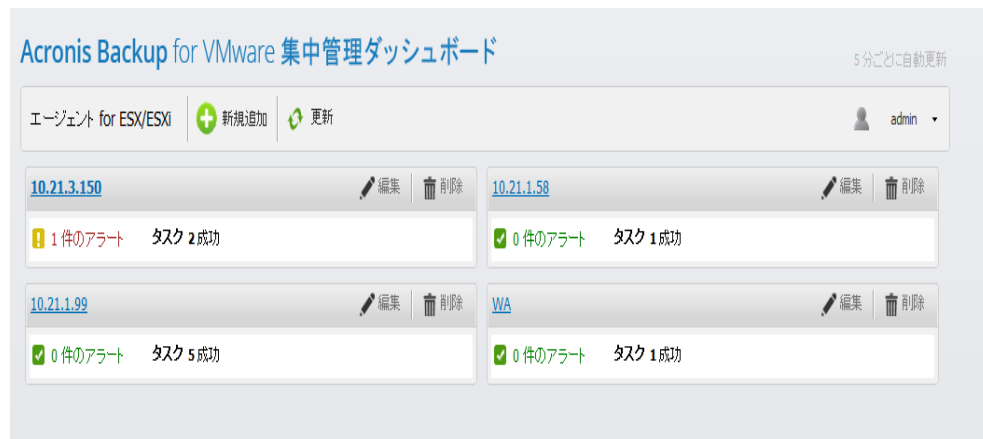 Acronis Backup for VMware 集中管理ダッシュボード
5 分ごとに自動更新
エージェント for ESX/ESXi 新規追加 更新 admin
10.21.3.150 編集 削除
1 件のアラート タスク 2 成功
10.21.1.58 編集 削除
0 件のアラート タスク 1 成功
10.21.1.99 編集 削除
0 件のアラート タスク 5 成功
WA 編集 削除
0 件のアラート タスク 1 成功